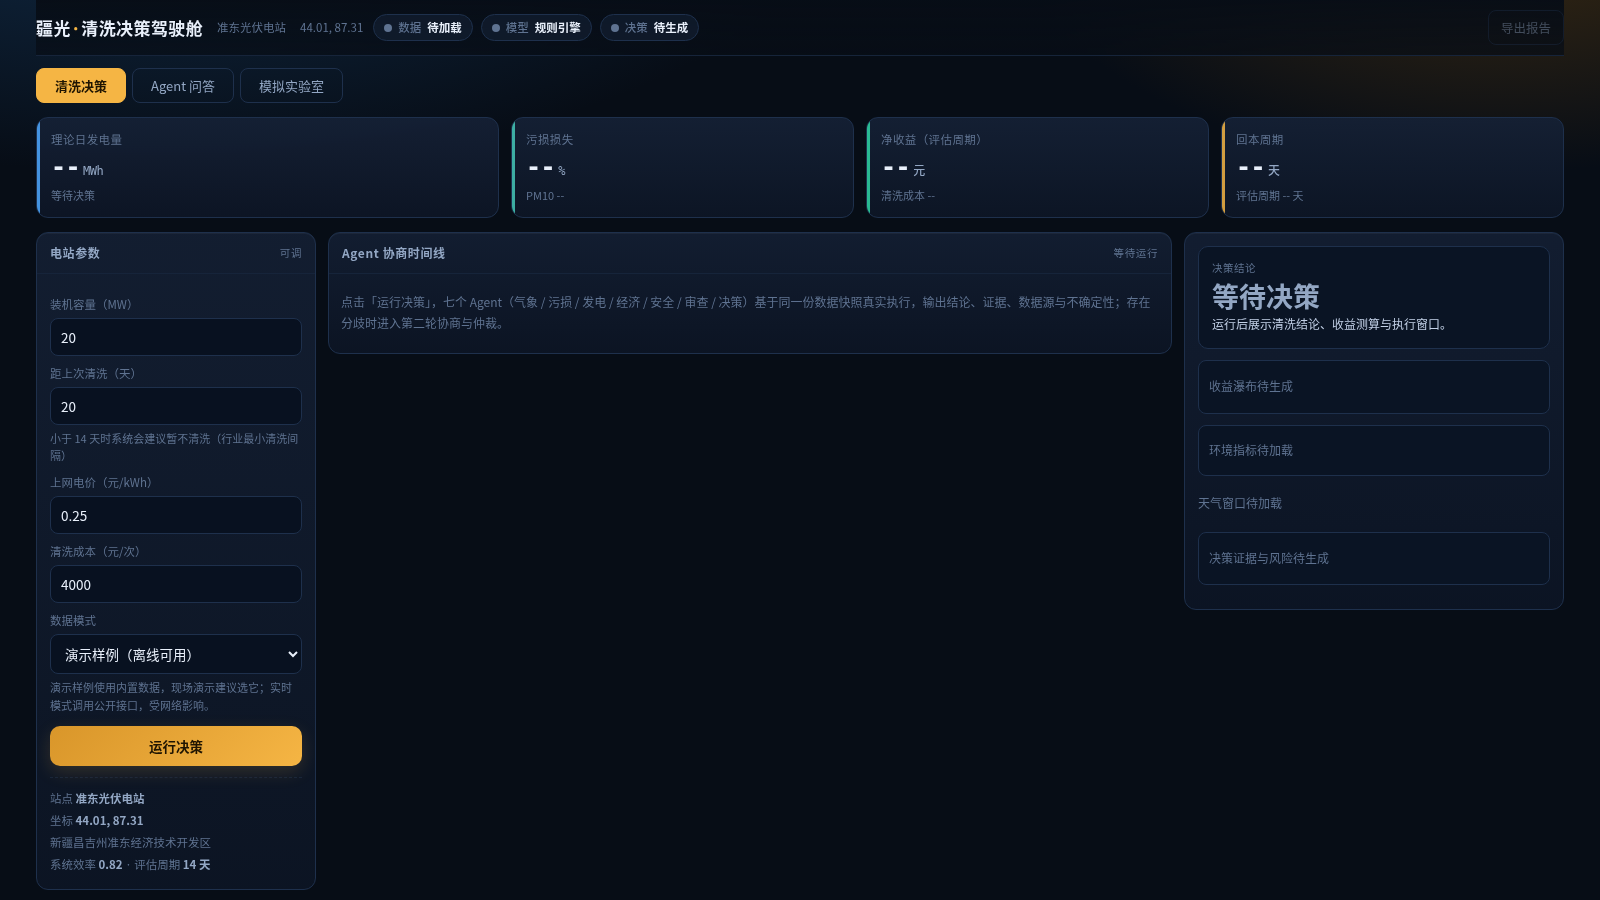 疆光·清洗决策驾驶舱
准东光伏电站 44.01, 87.31
数据 待加载
模型 规则引擎
决策 待生成
导出报告
清洗决策
Agent 问答
模拟实验室
理论日发电量
-- MWh
等待决策
污损损失
-- %
PM10 --
净收益（评估周期）
-- 元
清洗成本 --
回本周期
-- 天
评估周期 -- 天
电站参数 可调
装机容量（MW）
20
距上次清洗（天）
20
小于 14 天时系统会建议暂不清洗（行业最小清洗间
隔）
上网电价（元/kWh）
0.25
清洗成本（元/次）
4000
数据模式
演示样例（离线可用）
演示样例使用内置数据，现场演示建议选它；实时
模式调用公开接口，受网络影响。
运行决策
站点 准东光伏电站
坐标 44.01, 87.31
新疆昌吉州准东经济技术开发区
系统效率 0.82 · 评估周期 14 天
Agent 协商时间线 等待运行
点击「运行决策」，七个 Agent（气象 / 污损 / 发电 / 经济 / 安全 / 审查 / 决策）基于同一份数据快照真实执行，输出结论、证据、数据源与不确定性；存在
分歧时进入第二轮协商与仲裁。
决策结论
等待决策
运行后展示清洗结论、收益测算与执行窗口。
收益瀑布待生成
环境指标待加载
天气窗口待加载
决策证据与风险待生成